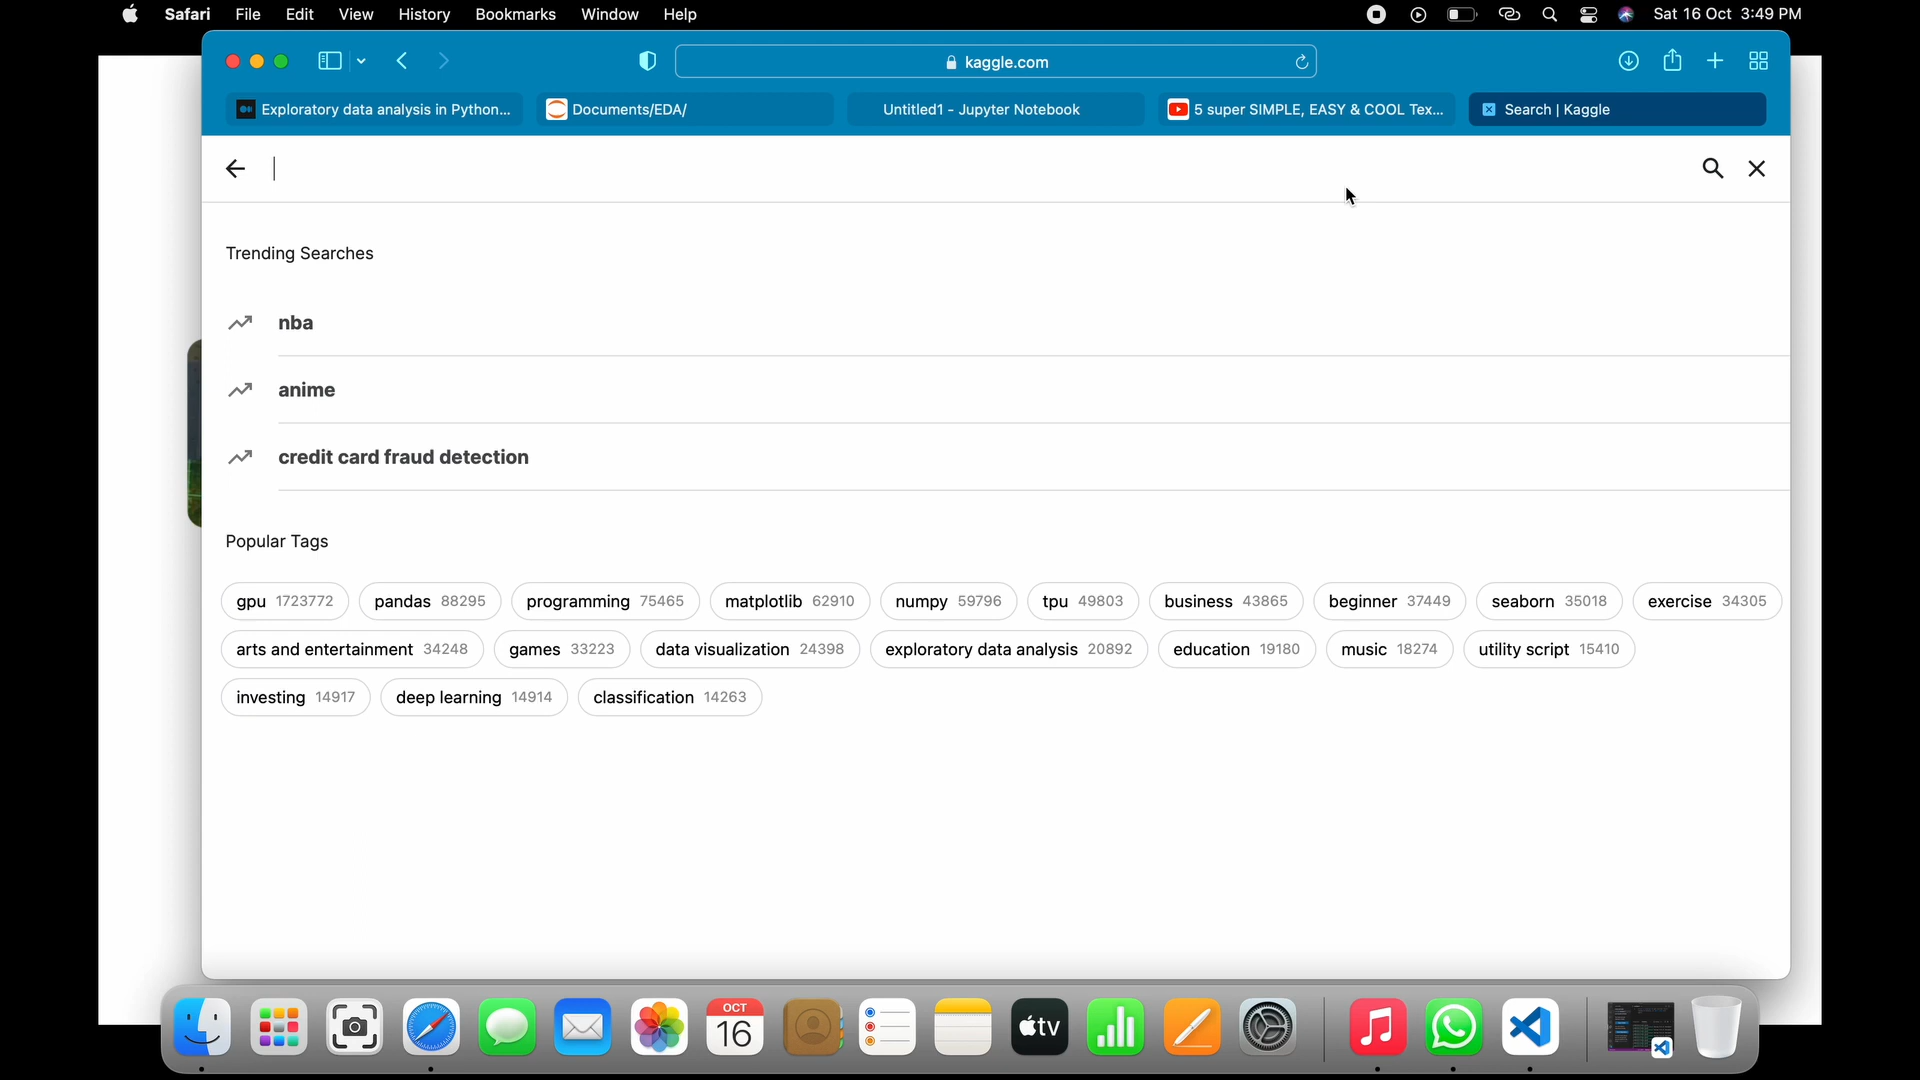 Safari File Edit View History Bookmarks Window Help Sat 16 Oct 3:49 PM
kaggle.com
Exploratory data analysis in Python... Documents/EDA/ Untitled1 - Jupyter Notebook 5 super SIMPLE, EASY & COOL Tex... Search | Kaggle
Trending Searches
nba
anime
credit card fraud detection
Popular Tags
gpu 1723772 pandas 88295 programming 75465 matplotlib 62910 numpy 59796 tpu 49803 business 43865 beginner 37449 seaborn 35018 exercise 34305
arts and entertainment 34248 games 33223 data visualization 24398 exploratory data analysis 20892 education 19180 music 18274 utility script 15410
investing 14917 deep learning 14914 classification 14263
OCT
16
tv